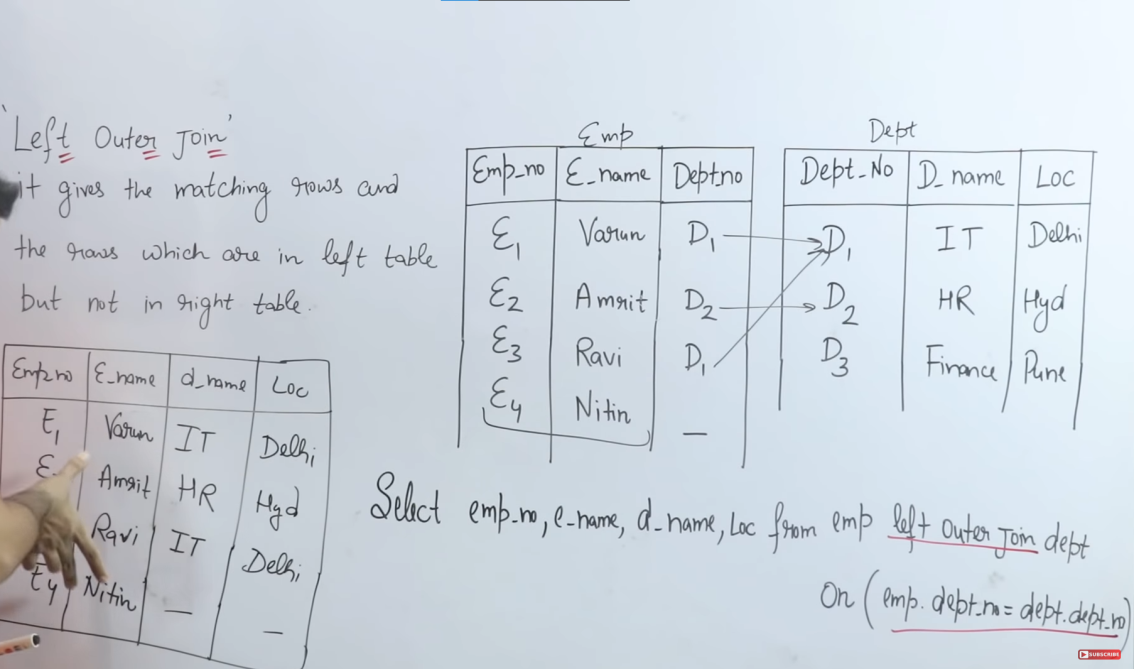 'Left Outer Join'
it gives the matching rows and
the rows which are in left table
but not in right table.
Emp_no E_name d_name Loc
E1 Varun IT Delhi
Amrit HR Hyd
Ravi IT Delhi
E4 Nitin — —
Emp
Emp_no E_name Dept_no
E1 Varun D1
E2 Amrit D2
E3 Ravi D1
E4 Nitin —
Dept
Dept_No D_name Loc
D1 IT Delhi
D2 HR Hyd
D3 Finance Pune
Select emp_no, e_name, d_name, Loc from emp left outer join dept
On (emp.dept_no = dept.dept_no)
SUBSCRIBE